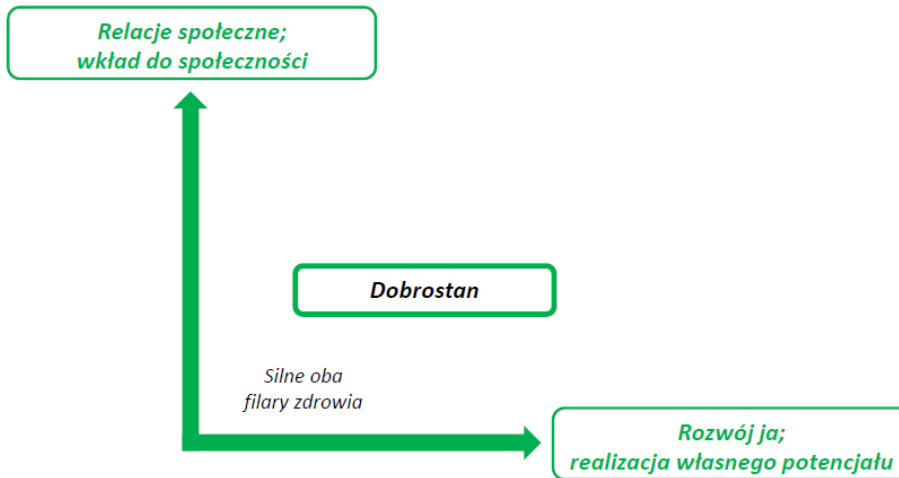 Relacje społeczne;
wkład do społeczności
Dobrostan
Silne oba
filary zdrowia
Rozwój ja;
realizacja własnego potencjału